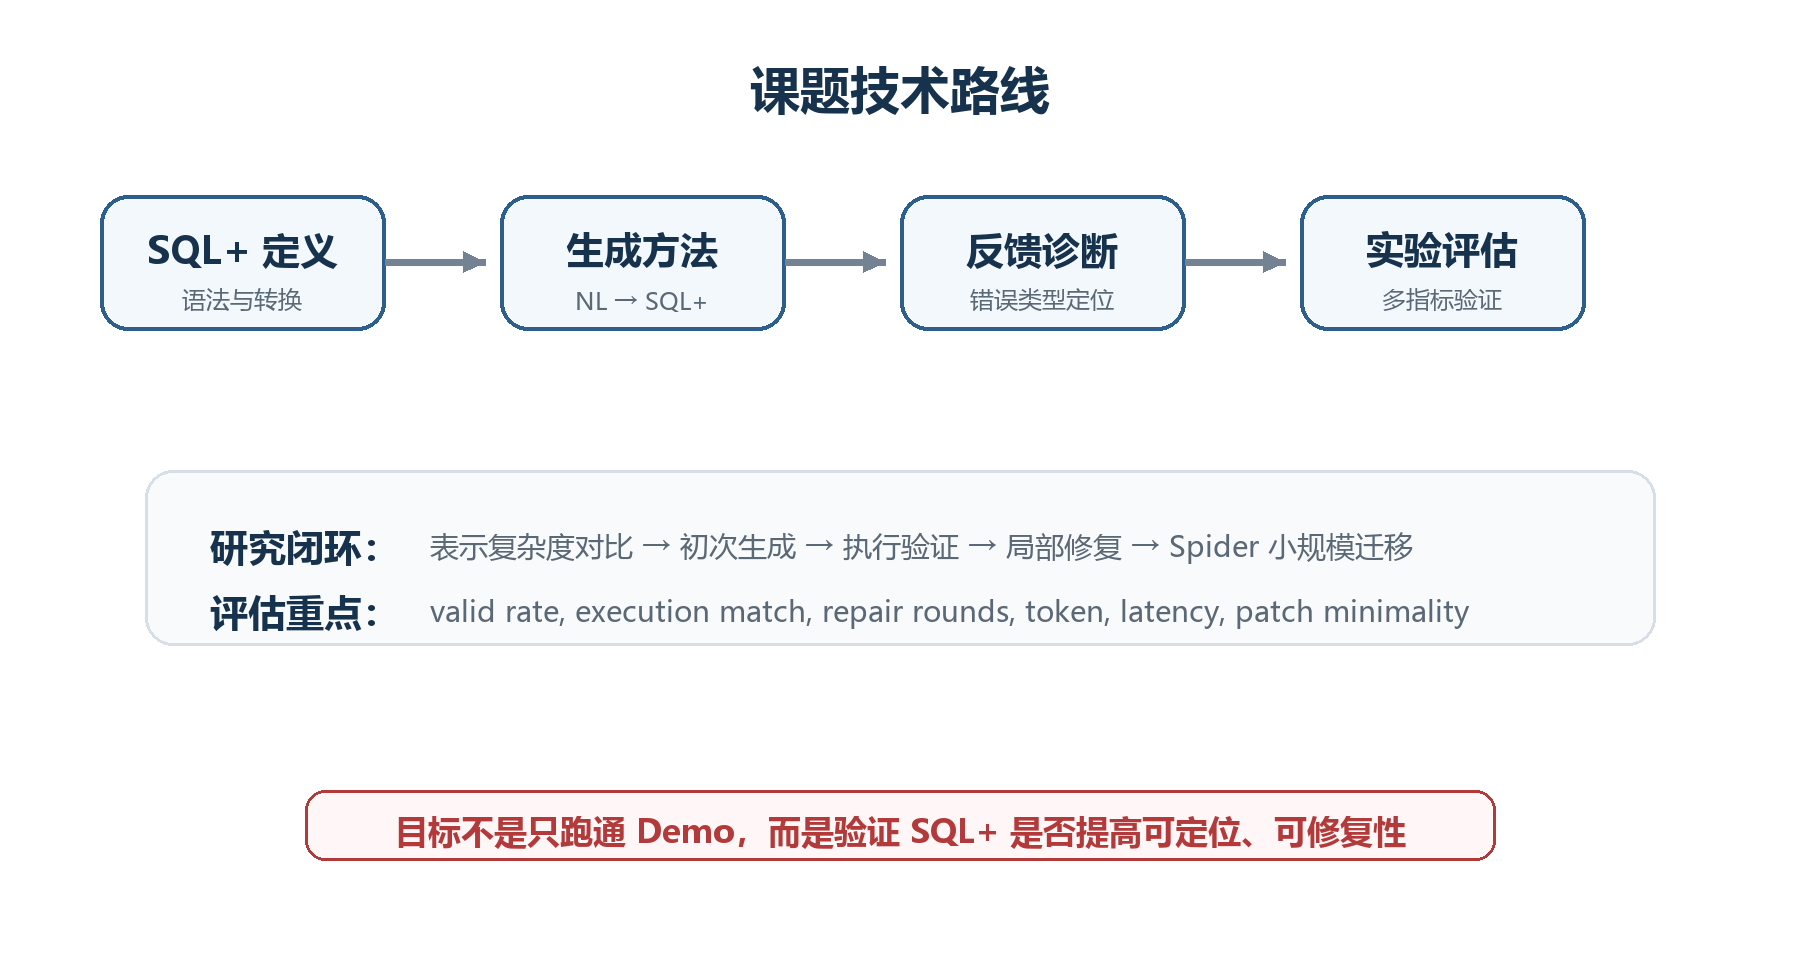 课题技术路线
SQL+ 定义
语法与转换
生成方法
NL → SQL+
反馈诊断
错误类型定位
实验评估
多指标验证
研究闭环： 表示复杂度对比 → 初次生成 → 执行验证 → 局部修复 → Spider 小规模迁移
评估重点： valid rate, execution match, repair rounds, token, latency, patch minimality
目标不是只跑通 Demo，而是验证 SQL+ 是否提高可定位、可修复性